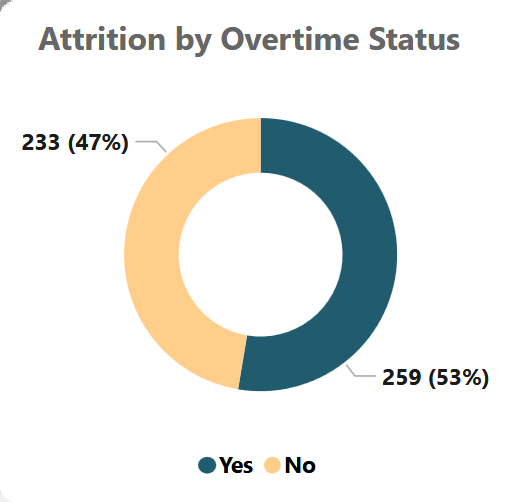 Attrition by Overtime Status
233 (47%)
259 (53%)
Yes No